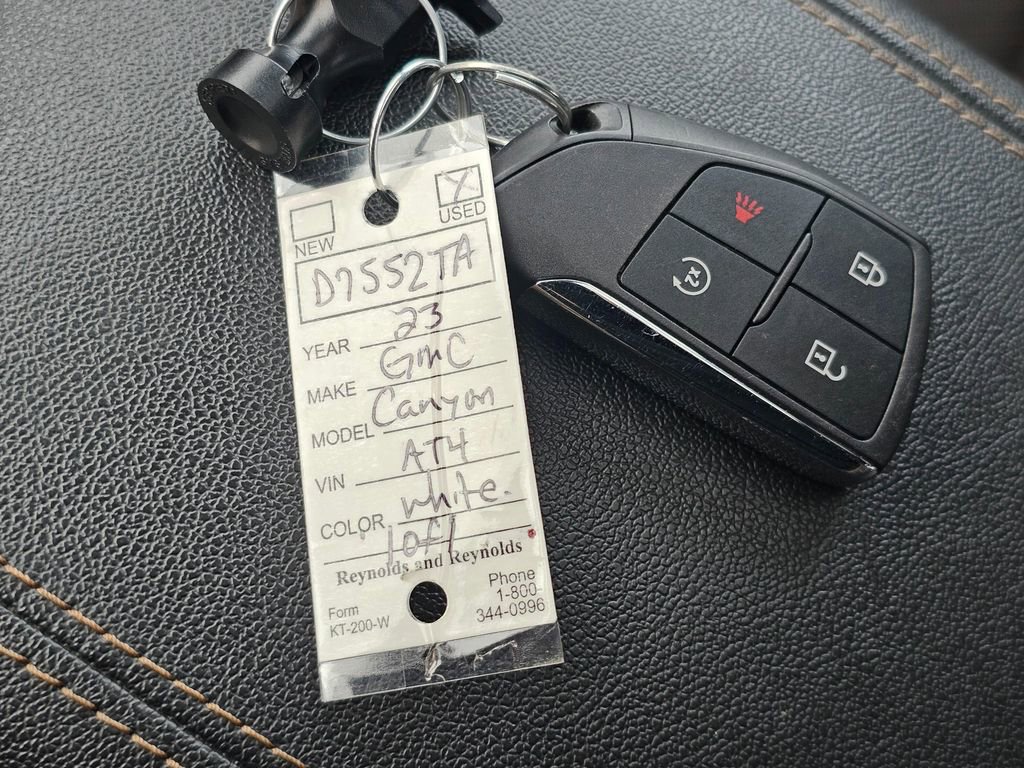 Y
USED
NEW
D7552TA
YEAR 23
MAKE GMC
MODEL Canyon
VIN AT4
COLOR white.
1 of 1
Reynolds and Reynolds
Form
KT-200-W
Phone
1-800-
344-0996
2X